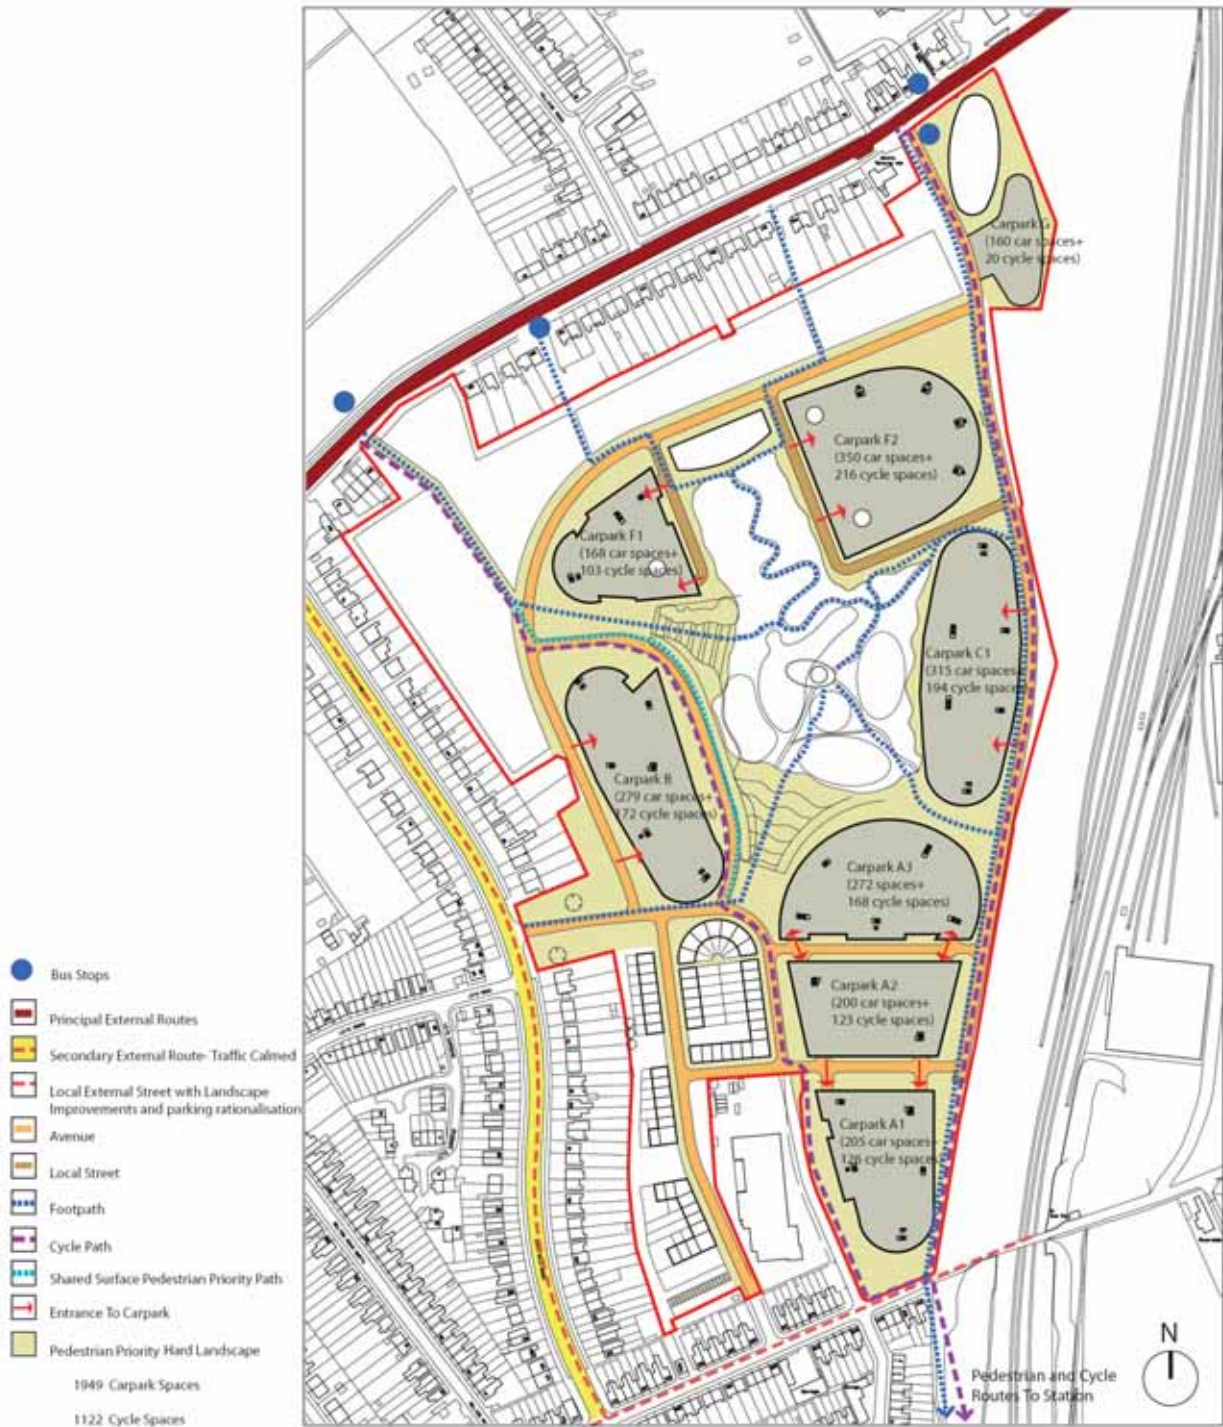 Carpark G
(160 car spaces+
20 cycle spaces)
Carpark F2
(350 car spaces+
216 cycle spaces)
Carpark F1
(168 car spaces+
103 cycle spaces)
Carpark C1
(315 car spaces
194 cycle spaces
Carpark B
(279 car spaces+
172 cycle spaces)
Carpark A3
(272 spaces+
168 cycle spaces)
Carpark A2
(200 car spaces+
123 cycle spaces)
Carpark A1
(205 car spaces+
126 cycle spaces
Bus Stops
Principal External Routes
Secondary External Route- Traffic Calmed
Local External Street with Landscape
Improvements and parking rationalisation
Avenue
Local Street
Footpath
Cycle Path
Shared Surface Pedestrian Priority Path
Entrance To Carpark
Pedestrian Priority Hard Landscape
1949 Carpark Spaces
1122 Cycle Spaces
Pedestrian and Cycle
Routes To Station
N